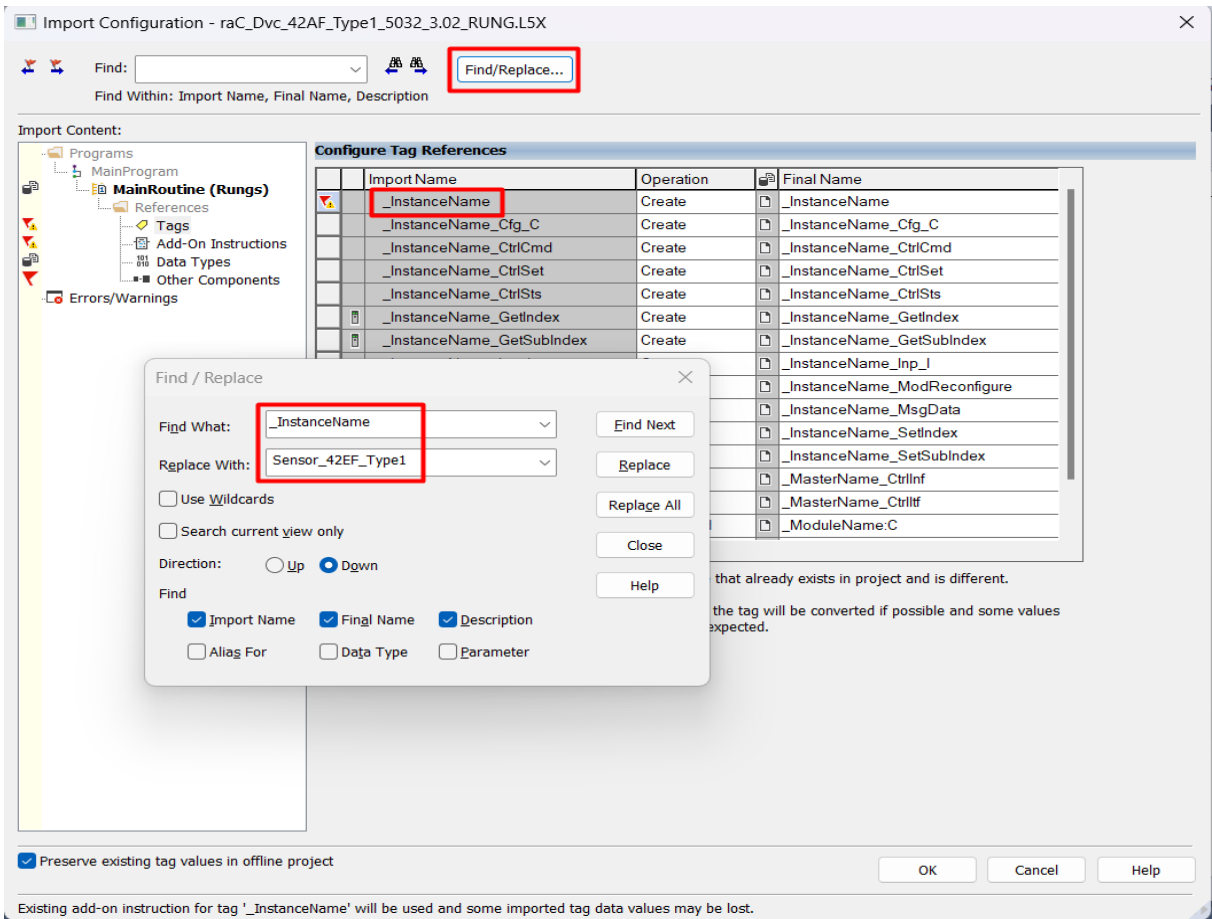 Import Configuration - raC_Dvc_42AF_Type1_5032_3.02_RUNG.L5X
Find:
Find/Replace...
Find Within: Import Name, Final Name, Description
Import Content:
Programs
MainProgram
MainRoutine (Rungs)
References
Tags
Add-On Instructions
Data Types
Other Components
Errors/Warnings
Configure Tag References
Import Name Operation Final Name
_InstanceName Create _InstanceName
_InstanceName_Cfg_C Create _InstanceName_Cfg_C
_InstanceName_CtrlCmd Create _InstanceName_CtrlCmd
_InstanceName_CtrlSet Create _InstanceName_CtrlSet
_InstanceName_CtrlSts Create _InstanceName_CtrlSts
_InstanceName_GetIndex Create _InstanceName_GetIndex
_InstanceName_GetSubIndex Create _InstanceName_GetSubIndex
_InstanceName_Inp_I
_InstanceName_ModReconfigure
_InstanceName_MsgData
_InstanceName_SetIndex
_InstanceName_SetSubIndex
_MasterName_CtrlInf
_MasterName_CtrlItf
_ModuleName:C
that already exists in project and is different.
the tag will be converted if possible and some values
expected.
Find / Replace
Find What: _InstanceName Find Next
Replace With: Sensor_42EF_Type1 Replace
Use Wildcards
Replace All
Search current view only
Close
Direction: Up Down
Help
Find
Import Name Final Name Description
Alias For Data Type Parameter
Preserve existing tag values in offline project
OK Cancel Help
Existing add-on instruction for tag '_InstanceName' will be used and some imported tag data values may be lost.